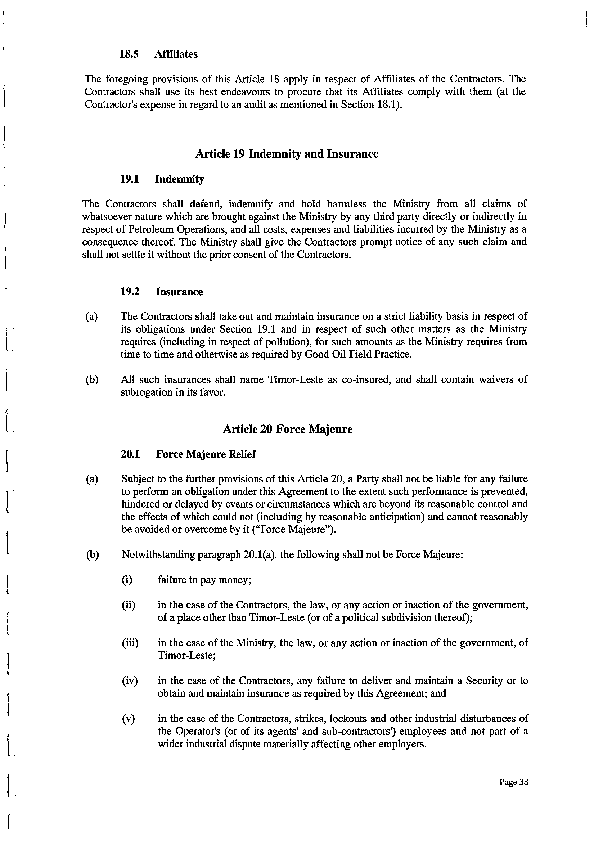 18.5 Affiliates
The foregoing provisions of this Article 18 apply in respect of Affiliates of the Contractors. The
Contractors shall use its best endeavours to procure that its Affiliates comply with them (at the
Contractor's expense in regard to an audit as mentioned in Section 18.1).
Article 19 Indemnity and Insurance
19.1 Indemnity
The Contractors shall defend, indemnify and hold harmless the Ministry from all claims of
whatsoever nature which are brought against the Ministry by any third party directly or indirectly in
respect of Petroleum Operations, and all costs, expenses and liabilities incurred by the Ministry as a
consequence thereof. The Ministry shall give the Contractors prompt notice of any such claim and
shall not settle it without the prior consent of the Contractors.
19.2 Insurance
(a) The Contractors shall take out and maintain insurance on a strict liability basis in respect of
its obligations under Section 19.1 and in respect of such other matters as the Ministry
requires (including in respect of pollution), for such amounts as the Ministry requires from
time to time and otherwise as required by Good Oil Field Practice.
(b) All such insurances shall name Timor-Leste as co-insured, and shall contain waivers of
subrogation in its favor.
Article 20 Force Majeure
20.1 Force Majeure Relief
(a) Subject to the further provisions of this Article 20, a Party shall not be liable for any failure
to perform an obligation under this Agreement to the extent such performance is prevented,
hindered or delayed by events or circumstances which are beyond its reasonable control and
the effects of which could not (including by reasonable anticipation) and cannot reasonably
be avoided or overcome by it ("Force Majeure").
(b) Notwithstanding paragraph 20.1(a), the following shall not be Force Majeure:
(i) failure to pay money;
(ii) in the case of the Contractors, the law, or any action or inaction of the government,
of a place other than Timor-Leste (or of a political subdivision thereof);
(iii) in the case of the Ministry, the law, or any action or inaction of the government, of
Timor-Leste;
(iv) in the case of the Contractors, any failure to deliver and maintain a Security or to
obtain and maintain insurance as required by this Agreement; and
(v) in the case of the Contractors, strikes, lockouts and other industrial disturbances of
the Operator's (or of its agents' and sub-contractors') employees and not part of a
wider industrial dispute materially affecting other employers.
Page 38